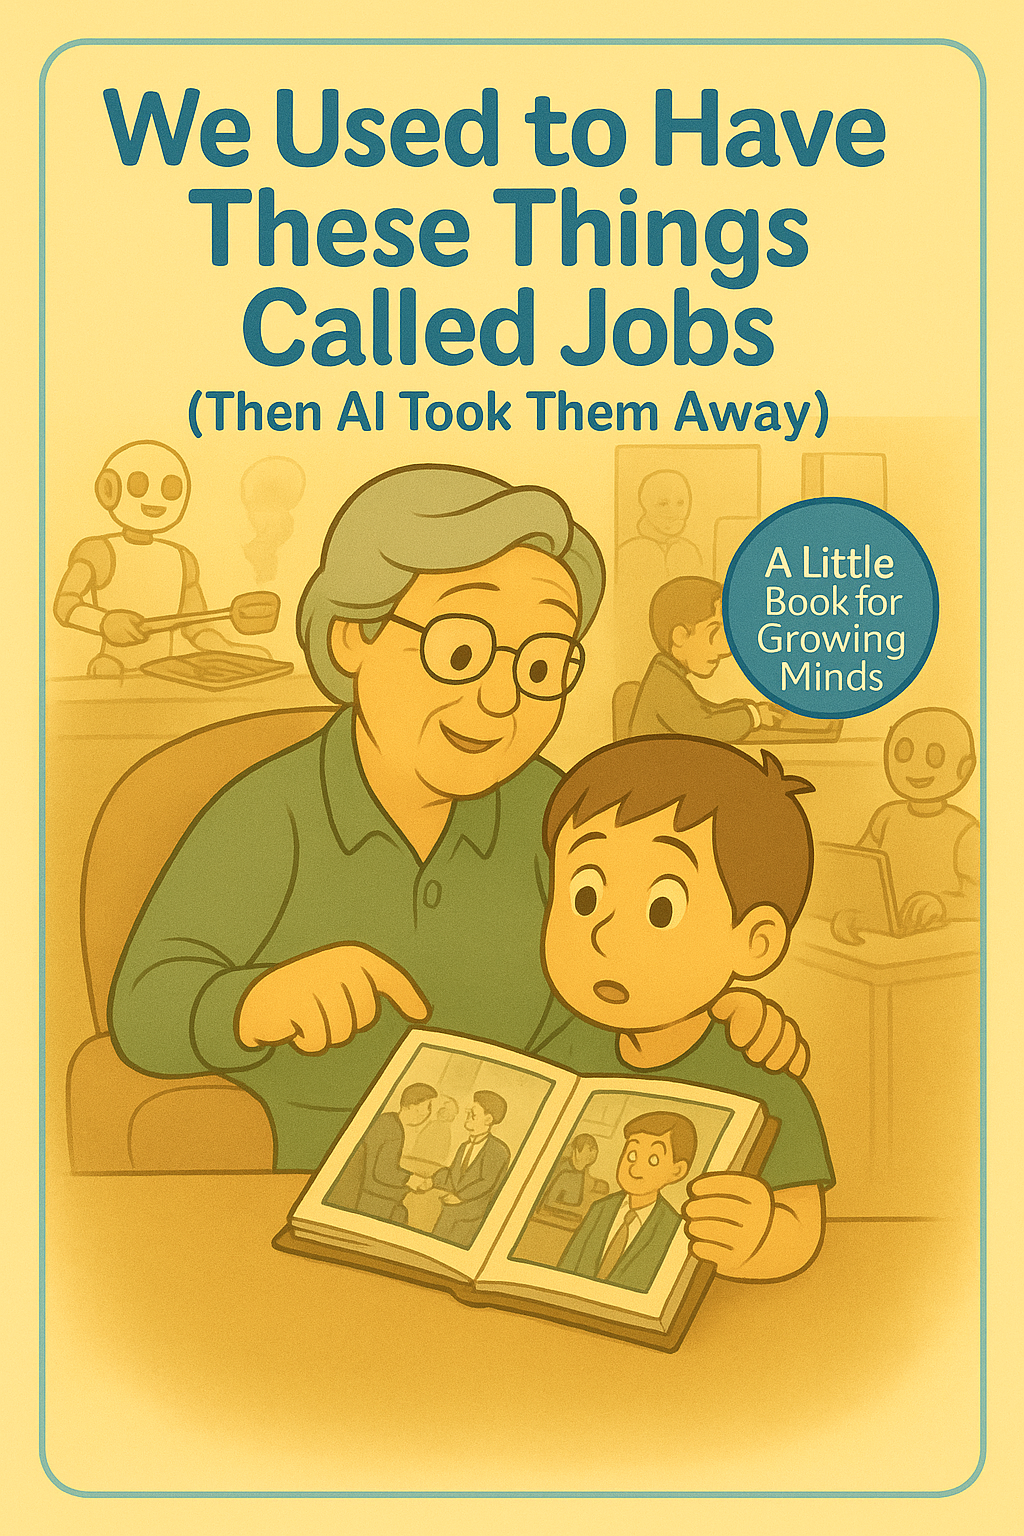 We Used to Have
These Things
Called Jobs
(Then AI Took Them Away)
A Little
Book for
Growing
Minds